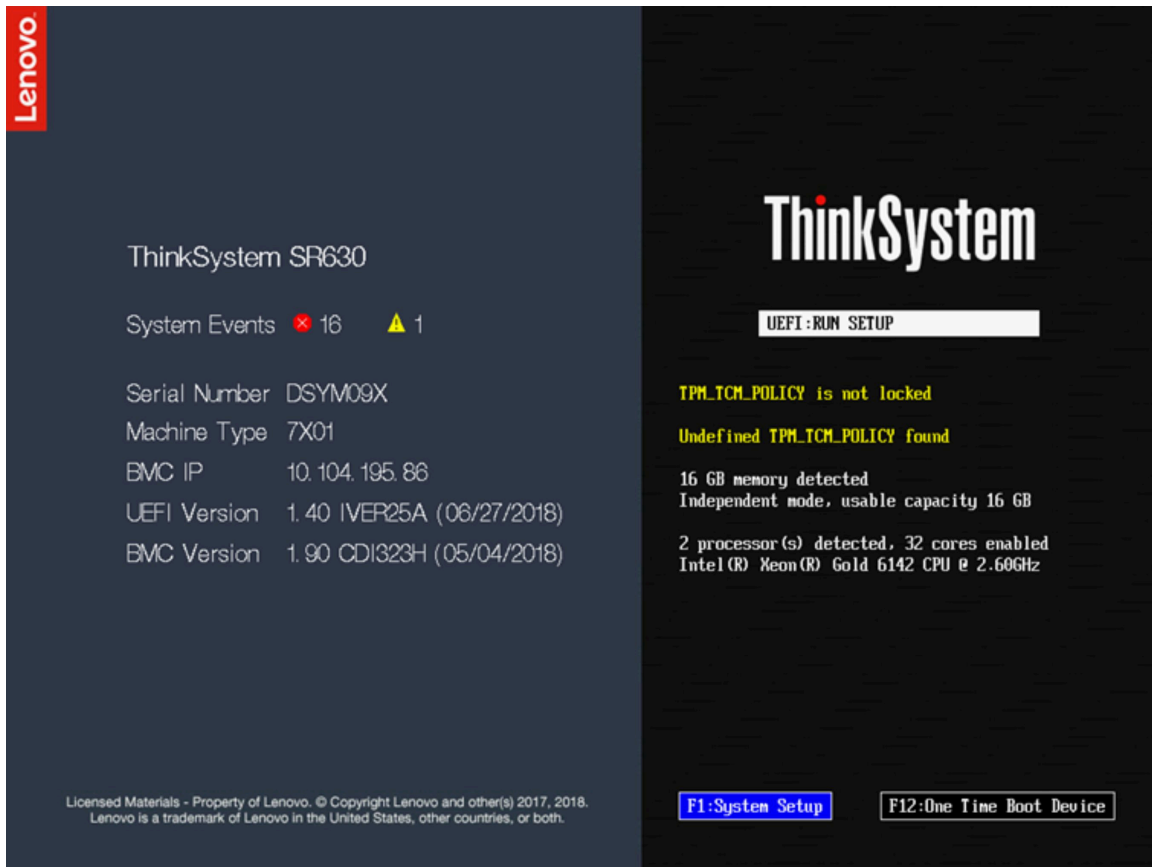 Lenovo.
ThinkSystem SR630
System Events 16 1
Serial Number DSYM09X
Machine Type 7X01
BMC IP 10.104.195.86
UEFI Version 1.40 IVER25A (06/27/2018)
BMC Version 1.90 CDI323H (05/04/2018)
Licensed Materials - Property of Lenovo. © Copyright Lenovo and other(s) 2017, 2018.
Lenovo is a trademark of Lenovo in the United States, other countries, or both.
ThinkSystem
UEFI:RUN SETUP
TPM_TCM_POLICY is not locked
Undefined TPM_TCM_POLICY found
16 GB memory detected
Independent mode, usable capacity 16 GB
2 processor(s) detected, 32 cores enabled
Intel(R) Xeon(R) Gold 6142 CPU @ 2.60GHz
F1:System Setup
F12:One Time Boot Device